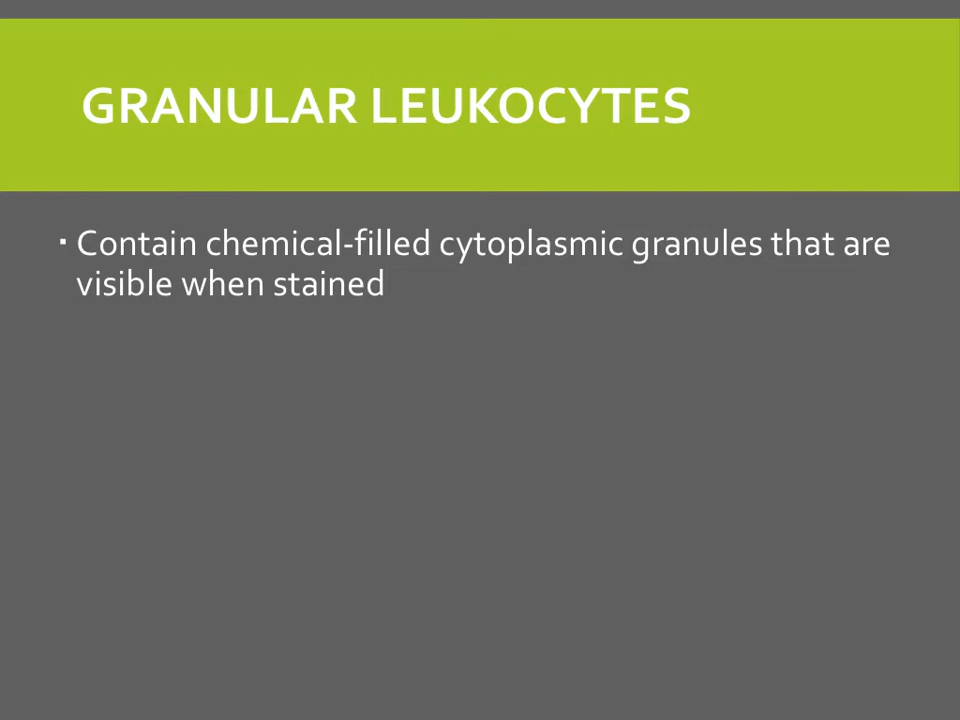 GRANULAR LEUKOCYTES
▪ Contain chemical-filled cytoplasmic granules that are
visible when stained